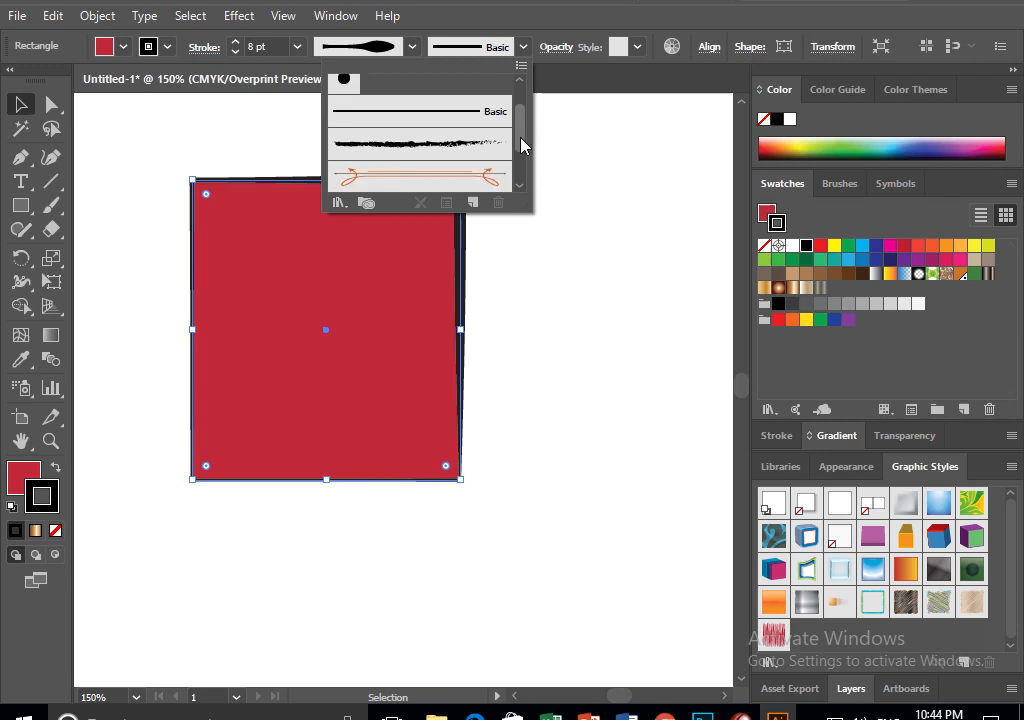 File Edit Object Type Select Effect View Window Help
Rectangle Stroke: 8 pt Basic Opacity Style: Align Shape: Transform
Untitled-1* @ 150% (CMYK/Overprint Preview
Basic
Color Color Guide Color Themes
Swatches Brushes Symbols
Stroke Gradient Transparency
Libraries Appearance Graphic Styles
Activate Windows
Go to Settings to activate Windows.
Asset Export Layers Artboards
150% 1 Selection
10:44 PM